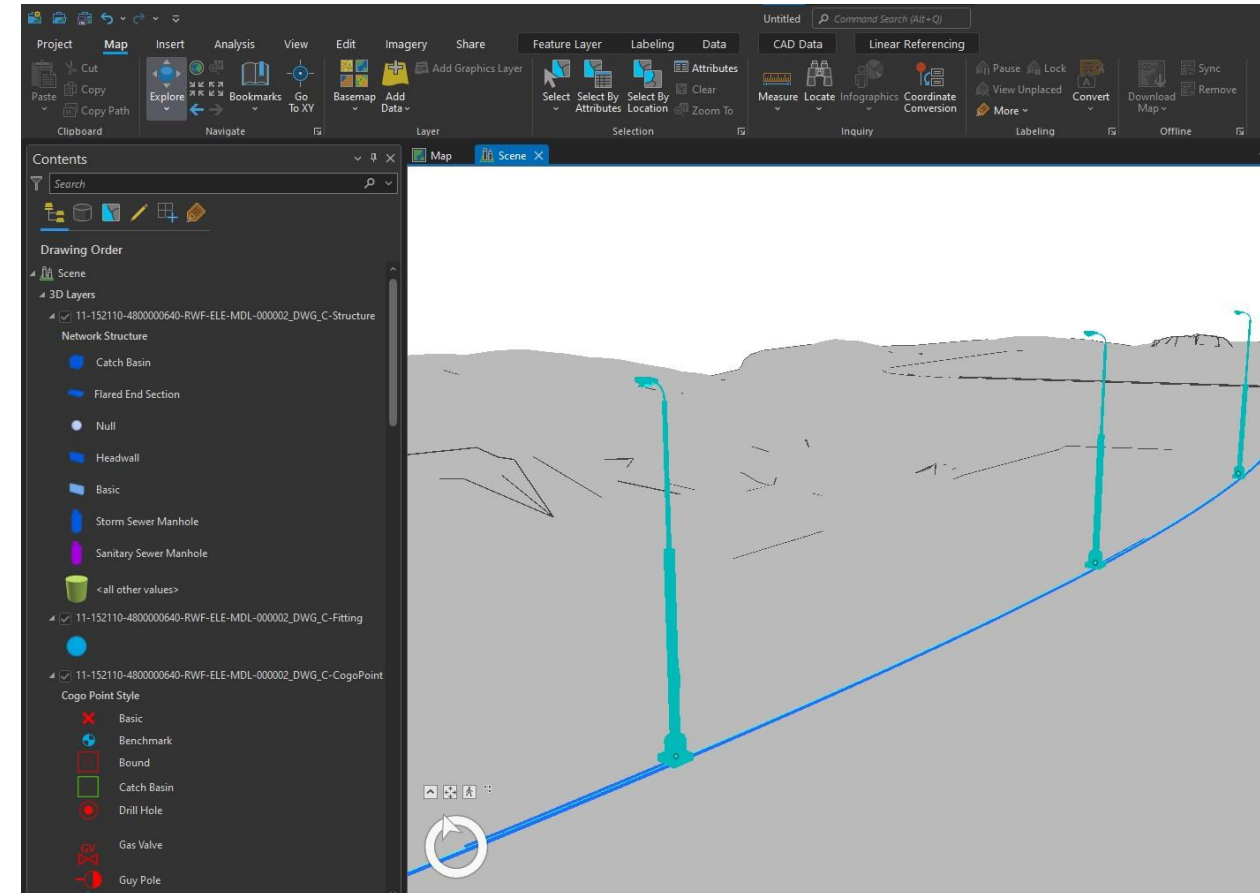 Untitled
Command Search (Alt+Q)
Project Map Insert Analysis View Edit Imagery Share Feature Layer Labeling Data CAD Data Linear Referencing
Paste
Cut
Copy
Copy Path
Clipboard
Explore
Bookmarks
Go To XY
Navigate
Basemap
Add Data
Add Graphics Layer
Layer
Select
Select By Attributes
Select By Location
Attributes
Clear
Zoom To
Selection
Measure
Locate
Infographics
Coordinate Conversion
Inquiry
Pause
Lock
View Unplaced
More
Convert
Labeling
Download Map
Sync
Remove
Offline
Contents
Search
Map
Scene
Drawing Order
Scene
3D Layers
11-152110-4800000640-RWF-ELE-MDL-000002_DWG_C-Structure
Network Structure
Catch Basin
Flared End Section
Null
Headwall
Basic
Storm Sewer Manhole
Sanitary Sewer Manhole
<all other values>
11-152110-4800000640-RWF-ELE-MDL-000002_DWG_C-Fitting
11-152110-4800000640-RWF-ELE-MDL-000002_DWG_C-CogoPoint
Cogo Point Style
Basic
Benchmark
Bound
Catch Basin
Drill Hole
GV
Gas Valve
Guy Pole